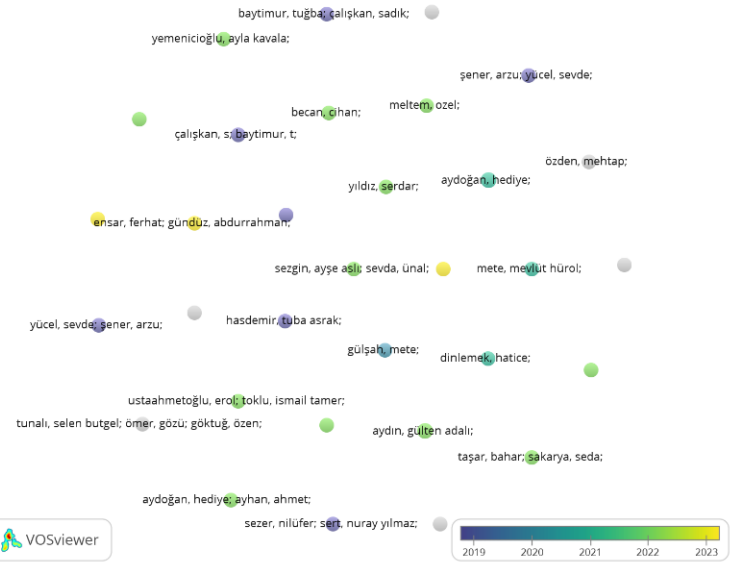 baytimur, tuğba; çalışkan, sadık;
yemenicioğlu, ayla kavala;
şener, arzu; yücel, sevde;
meltem, ozel;
becan, cihan;
çalışkan, s; baytimur, t;
özden, mehtap;
aydoğan, hediye;
yıldız, serdar;
ensar, ferhat; gündüz, abdurrahman;
sezgin, ayşe aslı; sevda, ünal;
mete, mevlüt hürol;
yücel, sevde; şener, arzu;
hasdemir, tuba asrak;
gülşah, mete;
dinlemek, hatice;
ustaahmetoğlu, erol; toklu, ismail tamer;
tunalı, selen butgel; ömer, gözü; göktuğ, özen;
aydın, gülten adalı;
taşar, bahar; sakarya, seda;
aydoğan, hediye; ayhan, ahmet;
sezer, nilüfer; sert, nuray yılmaz;
VOSviewer
2019 2020 2021 2022 2023